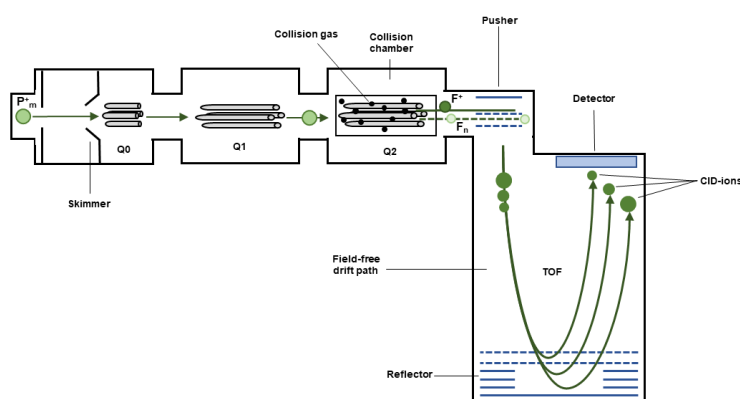 Pusher
Collision gas
Collision
chamber
P⁺m
F⁺
Fn
Detector
Q0
Q1
Q2
Skimmer
CID-ions
Field-free
drift path
TOF
Reflector